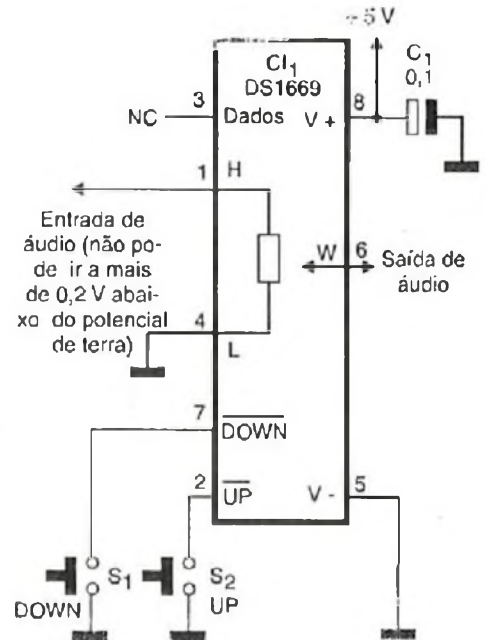 +5 V
CI1
DS1669
C1
0,1
3
Dados
V +
8
NC
1
H
Entrada de
áudio (não po-
de ir a mais
de 0,2 V abai-
xo do potencial
de terra)
W
6
Saída de
áudio
4
L
7
DOWN
2
UP
V -
5
S1
S2
DOWN
UP